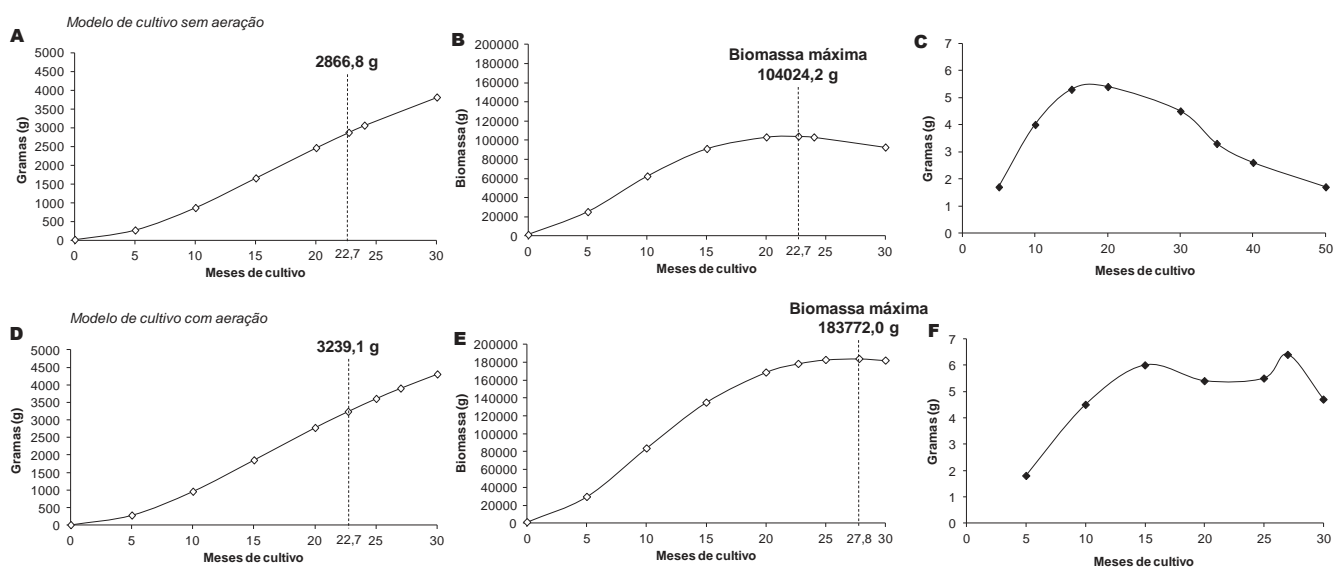 Modelo de cultivo sem aeração
A
5000
4500
4000
3500
3000
2500
2000
1500
1000
500
0
Gramas (g)
2866,8 g
0 5 10 15 20 22,7 25 30
Meses de cultivo
B
200000
180000
160000
140000
120000
100000
80000
60000
40000
20000
0
Biomassa (g)
Biomassa máxima
104024,2 g
0 5 10 15 20 22,7 25 30
Meses de cultivo
C
7
6
5
4
3
2
1
0
Gramas (g)
0 10 20 30 40 50
Meses de cultivo
Modelo de cultivo com aeração
D
5000
4500
4000
3500
3000
2500
2000
1500
1000
500
0
Gramas (g)
3239,1 g
0 5 10 15 20 22,7 25 30
Meses de cultivo
E
200000
180000
160000
140000
120000
100000
80000
60000
40000
20000
0
Biomassa (g)
Biomassa máxima
183772,0 g
0 5 10 15 20 25 27,8 30
Meses de cultivo
F
7
6
5
4
3
2
1
0
Gramas (g)
0 5 10 15 20 25 30
Meses de cultivo